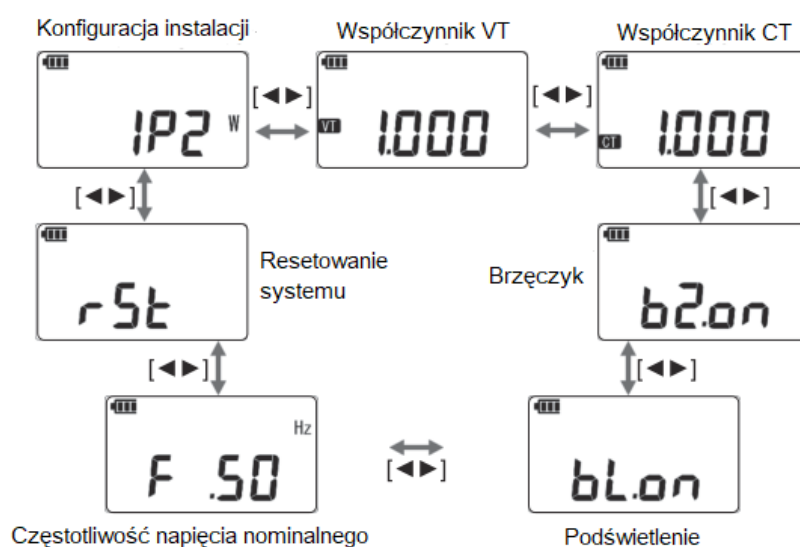 Konfiguracja instalacji
Współczynnik VT
Współczynnik CT
1P2 W
[◄►]
VT 1.000
[◄►]
CT 1.000
[◄►]
[◄►]
rSt
Resetowanie
systemu
Brzęczyk
bZ.on
[◄►]
[◄►]
Hz
F .50
[◄►]
bL.on
Częstotliwość napięcia nominalnego
Podświetlenie